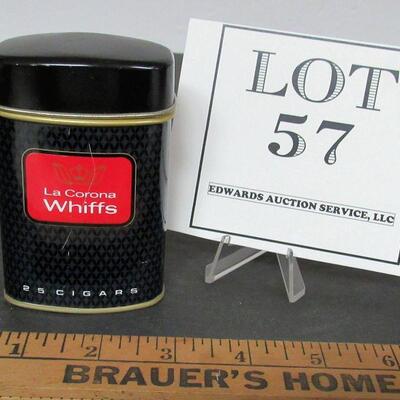 La Corona
Whiffs
25 CIGARS
LOT
57
EDWARDS AUCTION SERVICE, LLC
1 2 3 4 5 6
BRAUER'S HOME